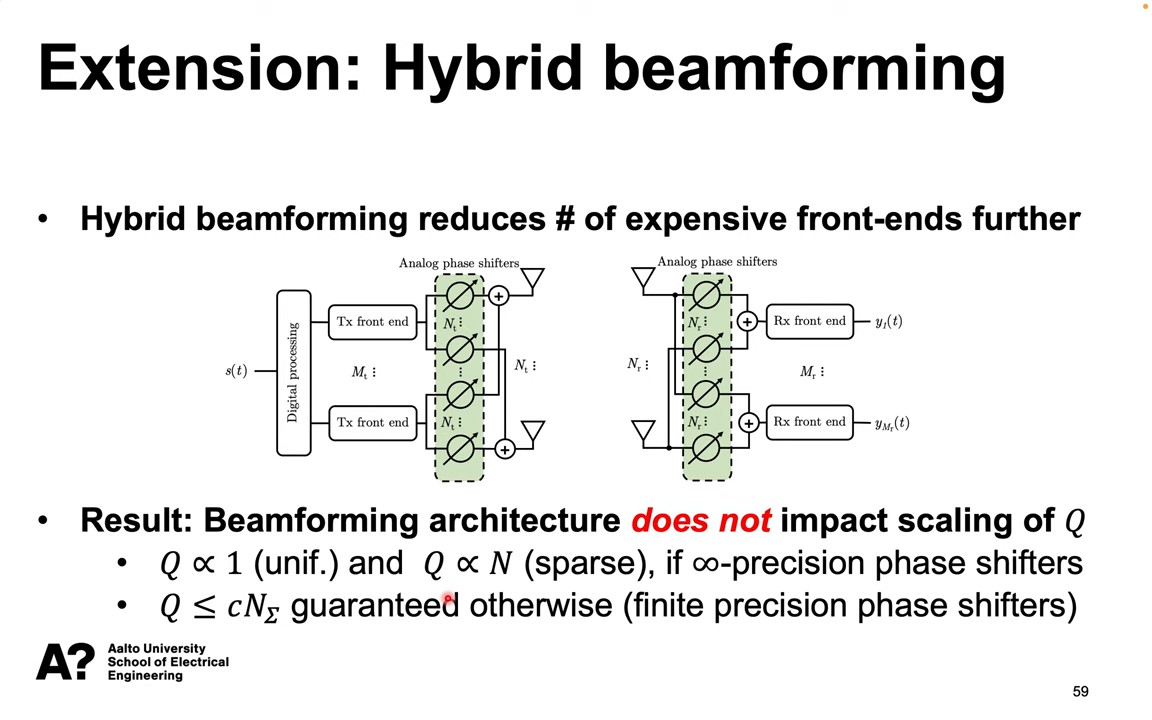 Extension: Hybrid beamforming
• Hybrid beamforming reduces # of expensive front-ends further
Analog phase shifters
Analog phase shifters
Digital processing
s(t)
Tx front end
Mₜ ⋮
Tx front end
Nₜ ⋮
⋮
Nₜ ⋮
+
+
Nₜ ⋮
Nᵣ ⋮
Nᵣ ⋮
⋮
Nᵣ ⋮
+
+
Rx front end
y₁(t)
Mᵣ ⋮
Rx front end
y_{Mᵣ}(t)
• Result: Beamforming architecture does not impact scaling of Q
• Q ∝ 1 (unif.) and Q ∝ N (sparse), if ∞-precision phase shifters
• Q ≤ cN_Σ guaranteed otherwise (finite precision phase shifters)
A?
Aalto University
School of Electrical
Engineering
59